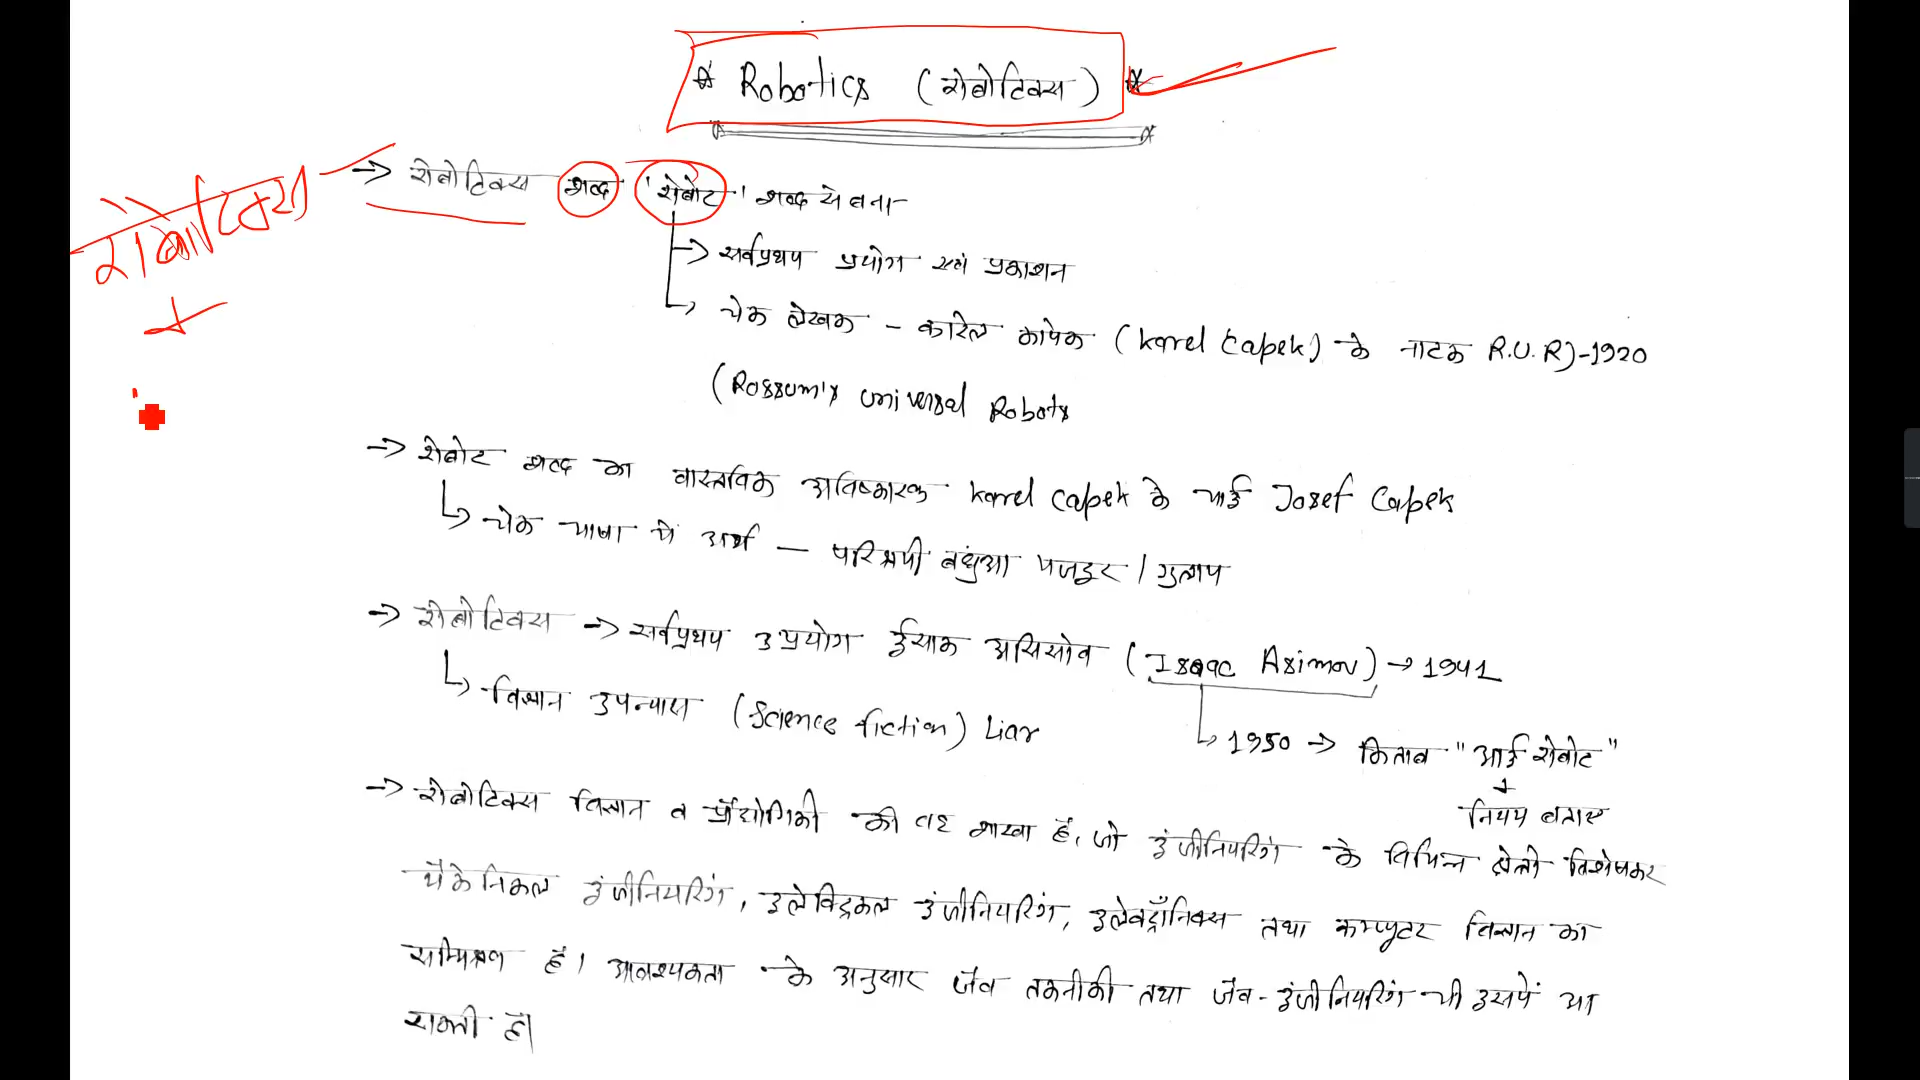 * Robotics (रोबोटिक्स) *
रोबोटिक्स
→ रोबोटिक्स शब्द 'रोबोट' शब्द से बना
→ सर्वप्रथम प्रयोग एवं प्रकाशन
→ चेक लेखक - कारेल कापेक (Karel Capek) के नाटक R.U.R)-1920
(Rossum's universal Robots
→ रोबोट शब्द का वास्तविक अविष्कारक Karel Capek के भाई Josef Capek
→ चेक भाषा में अर्थ — परिश्रमी बंधुआ मजदूर / गुलाम
→ रोबोटिक्स → सर्वप्रथम उपयोग ईसाक असिमोव (Isaac Asimov) → 1941
→ विज्ञान उपन्यास (Science fiction) Liar
→ 1950 → किताब "आई रोबोट"
नियम बताए
→ रोबोटिक्स विज्ञान व प्रौद्योगिकी की वह शाखा है, जो इंजीनियरिंग के विभिन्न क्षेत्रों विशेषकर
मैकेनिकल इंजीनियरिंग, इलेक्ट्रिकल इंजीनियरिंग, इलेक्ट्रॉनिक्स तथा कम्प्यूटर विज्ञान का
सम्मिश्रण है। आवश्यकता के अनुसार जैव तकनीकी तथा जैव-इंजीनियरिंग भी इसमें आ
सकती है।